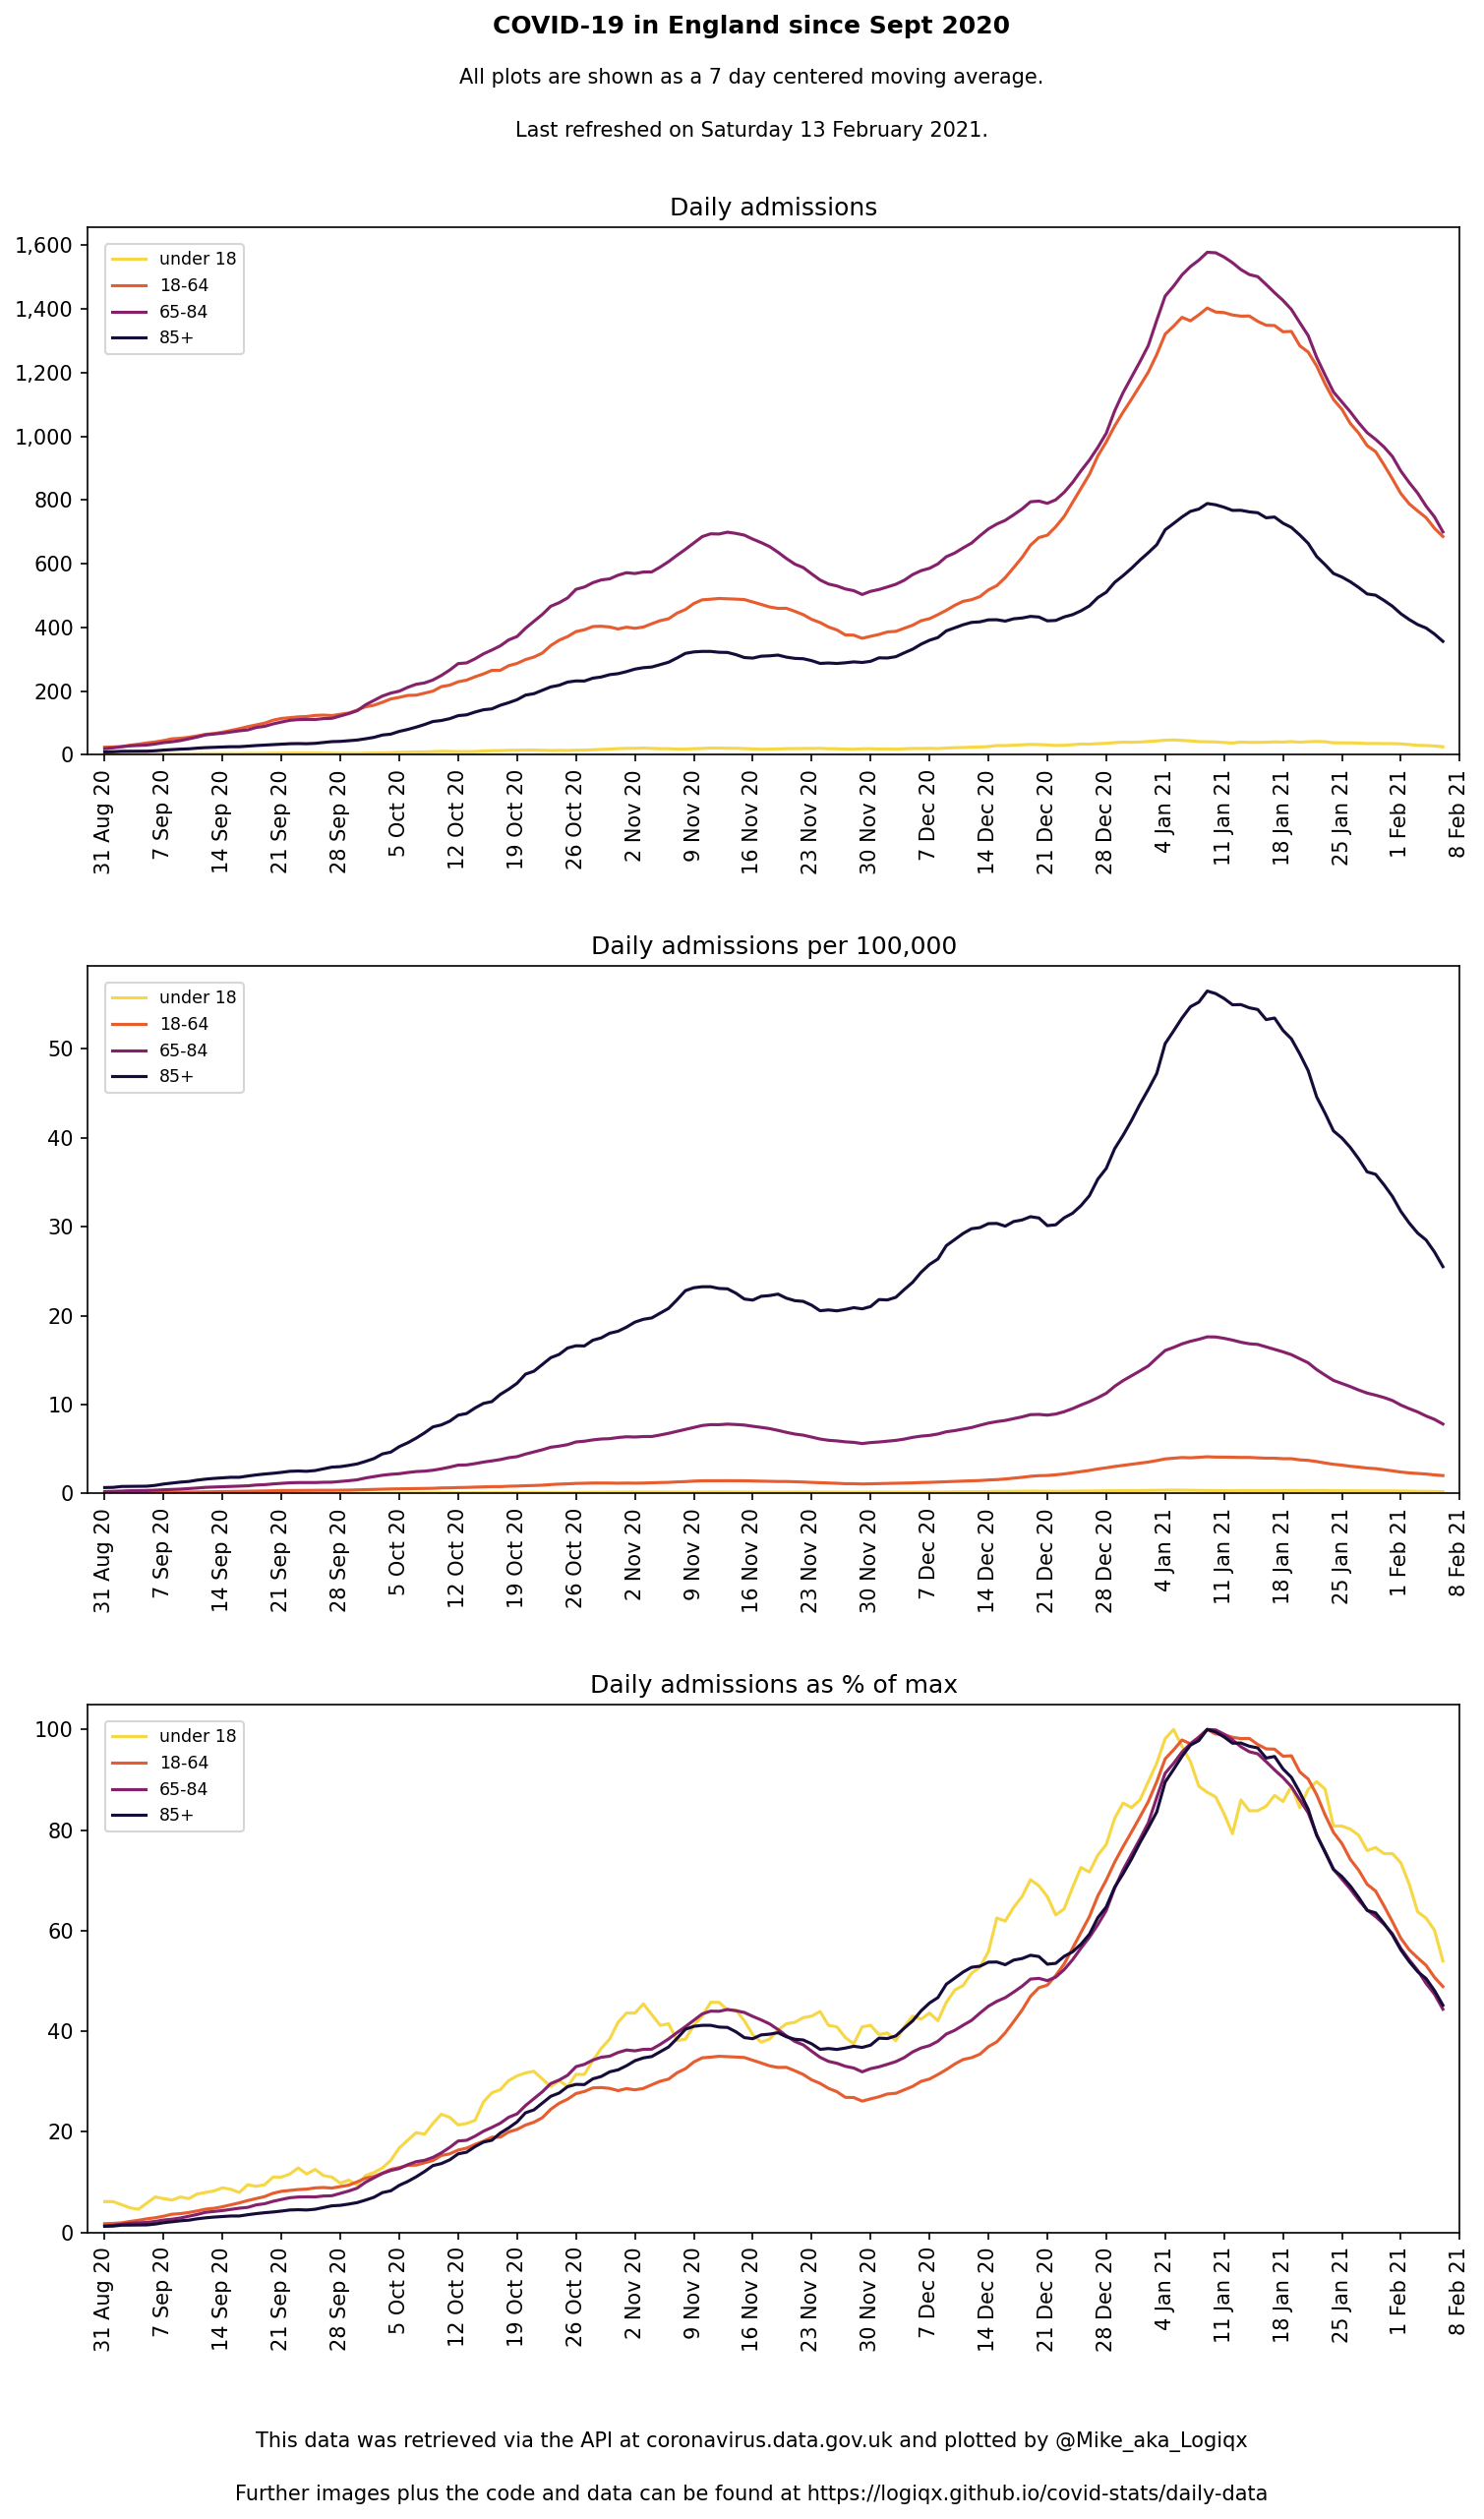 COVID-19 in England since Sept 2020
All plots are shown as a 7 day centered moving average.
Last refreshed on Saturday 13 February 2021.
Daily admissions
under 18
18-64
65-84
85+
1,600
1,400
1,200
1,000
800
600
400
200
0
31 Aug 20
7 Sep 20
14 Sep 20
21 Sep 20
28 Sep 20
5 Oct 20
12 Oct 20
19 Oct 20
26 Oct 20
2 Nov 20
9 Nov 20
16 Nov 20
23 Nov 20
30 Nov 20
7 Dec 20
14 Dec 20
21 Dec 20
28 Dec 20
4 Jan 21
11 Jan 21
18 Jan 21
25 Jan 21
1 Feb 21
8 Feb 21
Daily admissions per 100,000
under 18
18-64
65-84
85+
50
40
30
20
10
0
31 Aug 20
7 Sep 20
14 Sep 20
21 Sep 20
28 Sep 20
5 Oct 20
12 Oct 20
19 Oct 20
26 Oct 20
2 Nov 20
9 Nov 20
16 Nov 20
23 Nov 20
30 Nov 20
7 Dec 20
14 Dec 20
21 Dec 20
28 Dec 20
4 Jan 21
11 Jan 21
18 Jan 21
25 Jan 21
1 Feb 21
8 Feb 21
Daily admissions as % of max
under 18
18-64
65-84
85+
100
80
60
40
20
0
31 Aug 20
7 Sep 20
14 Sep 20
21 Sep 20
28 Sep 20
5 Oct 20
12 Oct 20
19 Oct 20
26 Oct 20
2 Nov 20
9 Nov 20
16 Nov 20
23 Nov 20
30 Nov 20
7 Dec 20
14 Dec 20
21 Dec 20
28 Dec 20
4 Jan 21
11 Jan 21
18 Jan 21
25 Jan 21
1 Feb 21
8 Feb 21
This data was retrieved via the API at coronavirus.data.gov.uk and plotted by @Mike_aka_Logiqx
Further images plus the code and data can be found at https://logiqx.github.io/covid-stats/daily-data